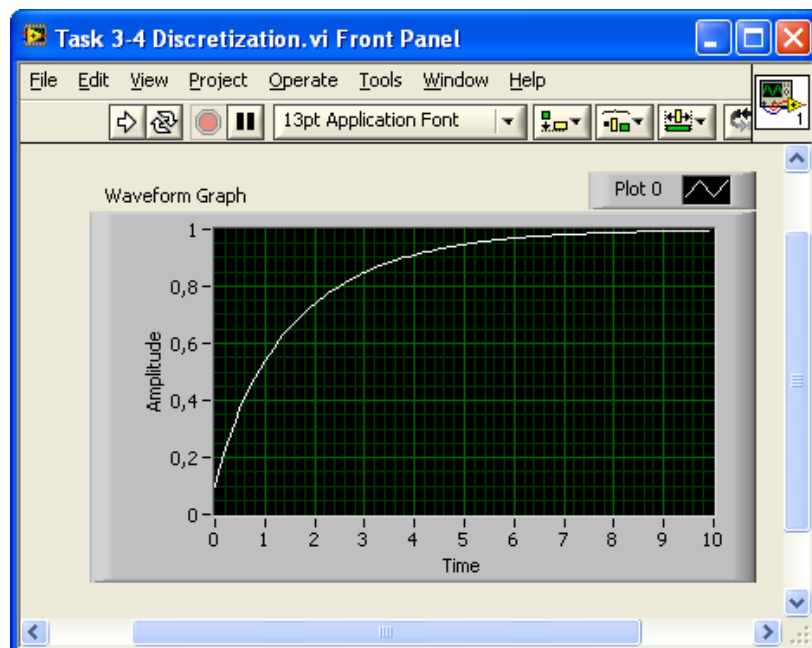 Task 3-4 Discretization.vi Front Panel
File Edit View Project Operate Tools Window Help
13pt Application Font
1
Waveform Graph
Plot 0
1
0,8
0,6
0,4
0,2
0
Amplitude
0 1 2 3 4 5 6 7 8 9 10
Time